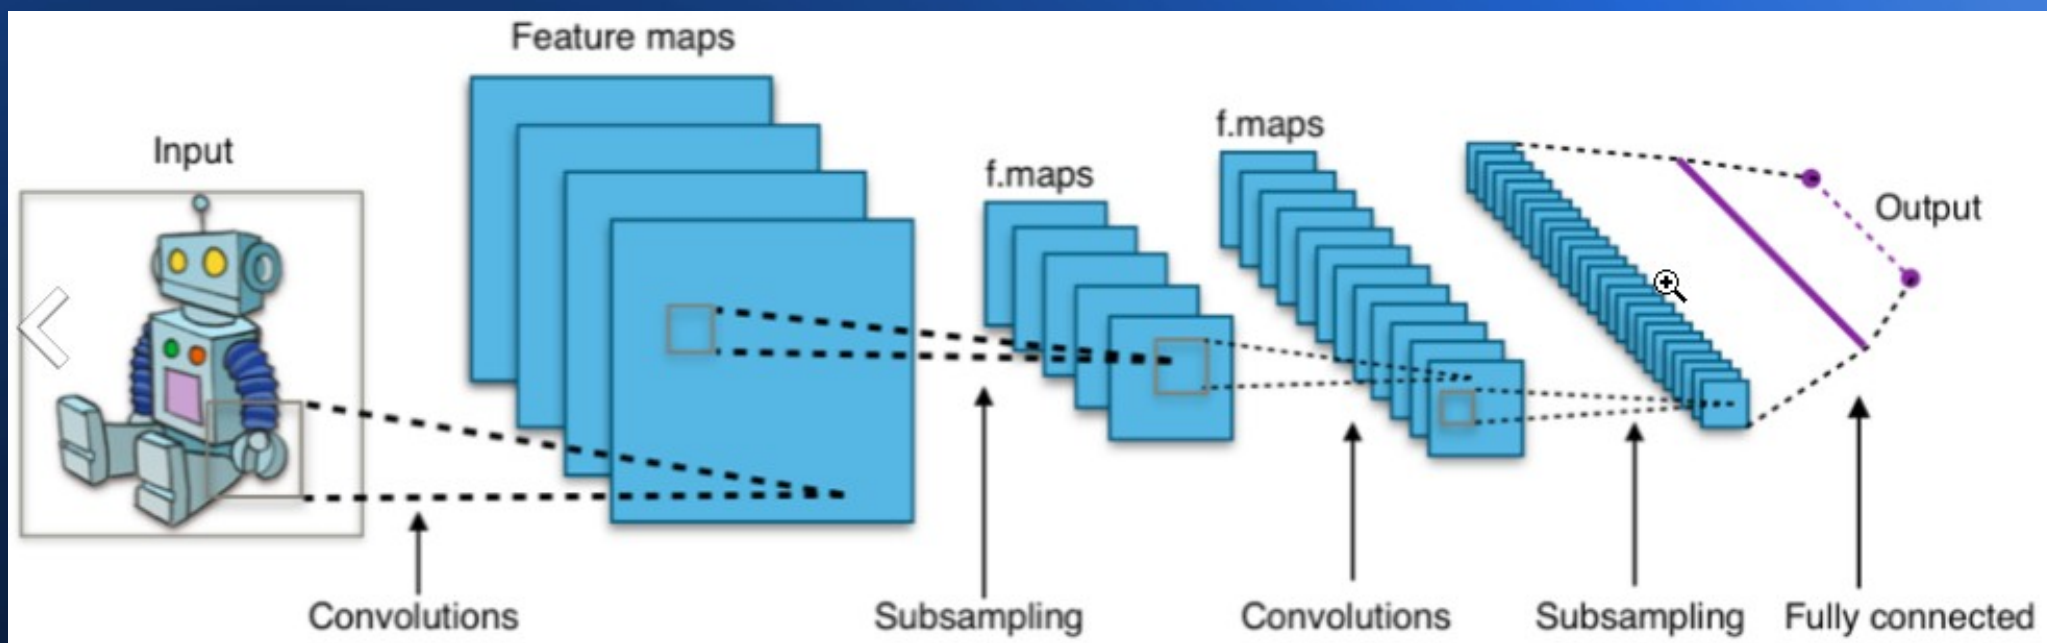 Feature maps
Input
f.maps
f.maps
Output
Convolutions
Subsampling
Convolutions
Subsampling
Fully connected